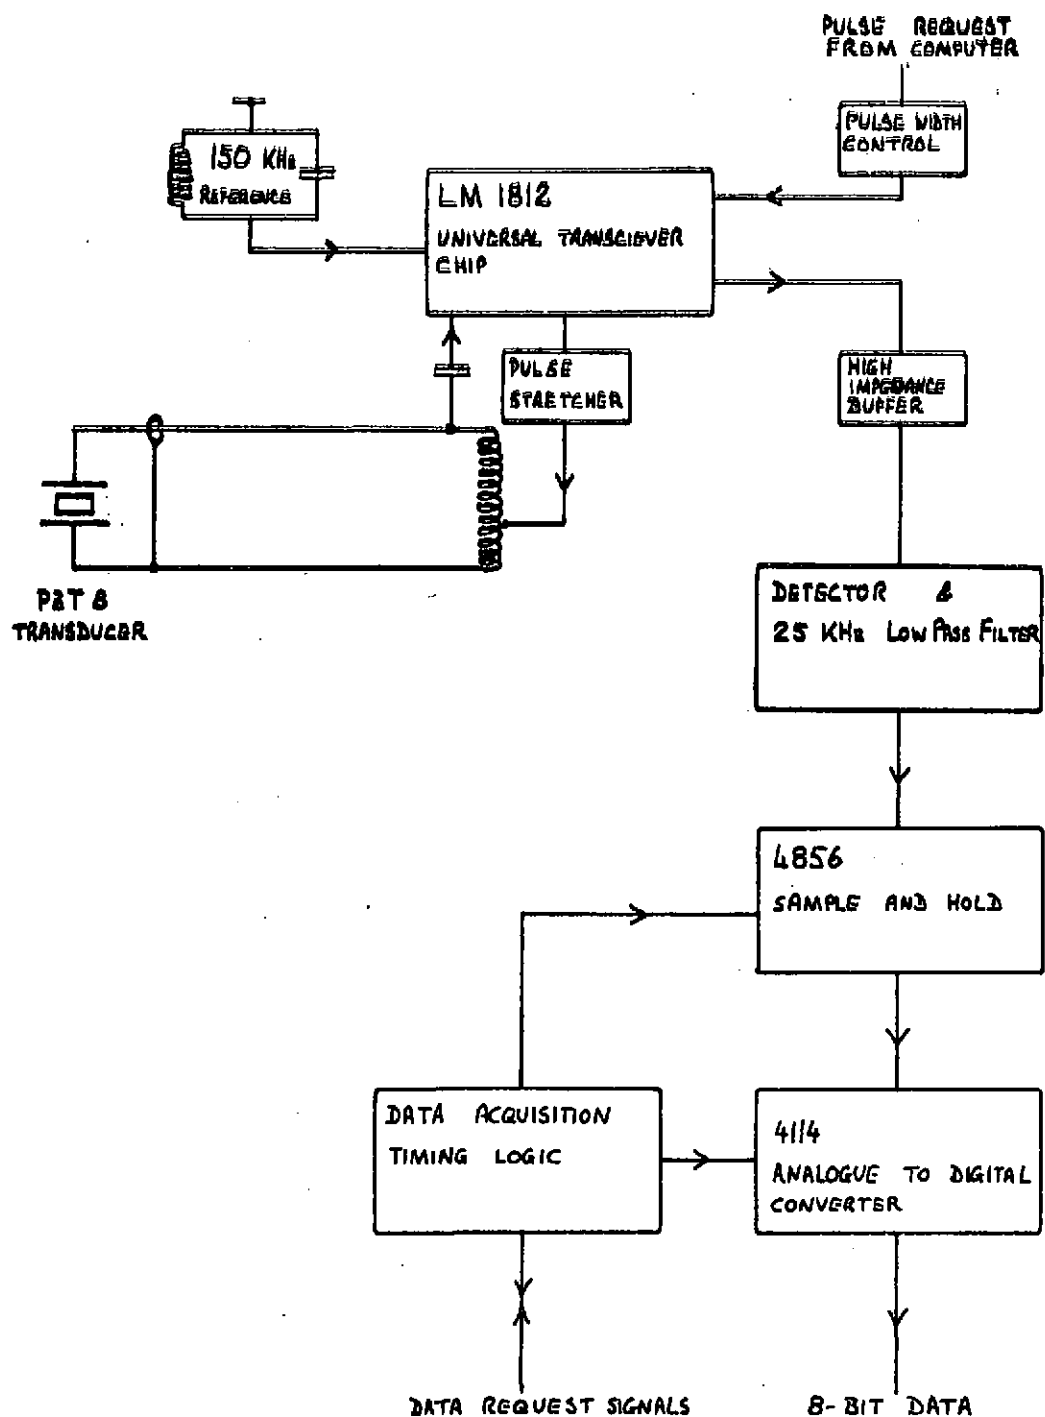 PULSE REQUEST
FROM COMPUTER
PULSE WIDTH
CONTROL
150 KHz
REFERENCE
LM 1812
UNIVERSAL TRANSCIEVER
CHIP
PULSE
STRETCHER
HIGH
IMPEDANCE
BUFFER
PZT 8
TRANSDUCER
DETECTOR &
25 KHz LOW PASS FILTER
4856
SAMPLE AND HOLD
DATA ACQUISITION
TIMING LOGIC
4114
ANALOGUE TO DIGITAL
CONVERTER
DATA REQUEST SIGNALS
8-BIT DATA